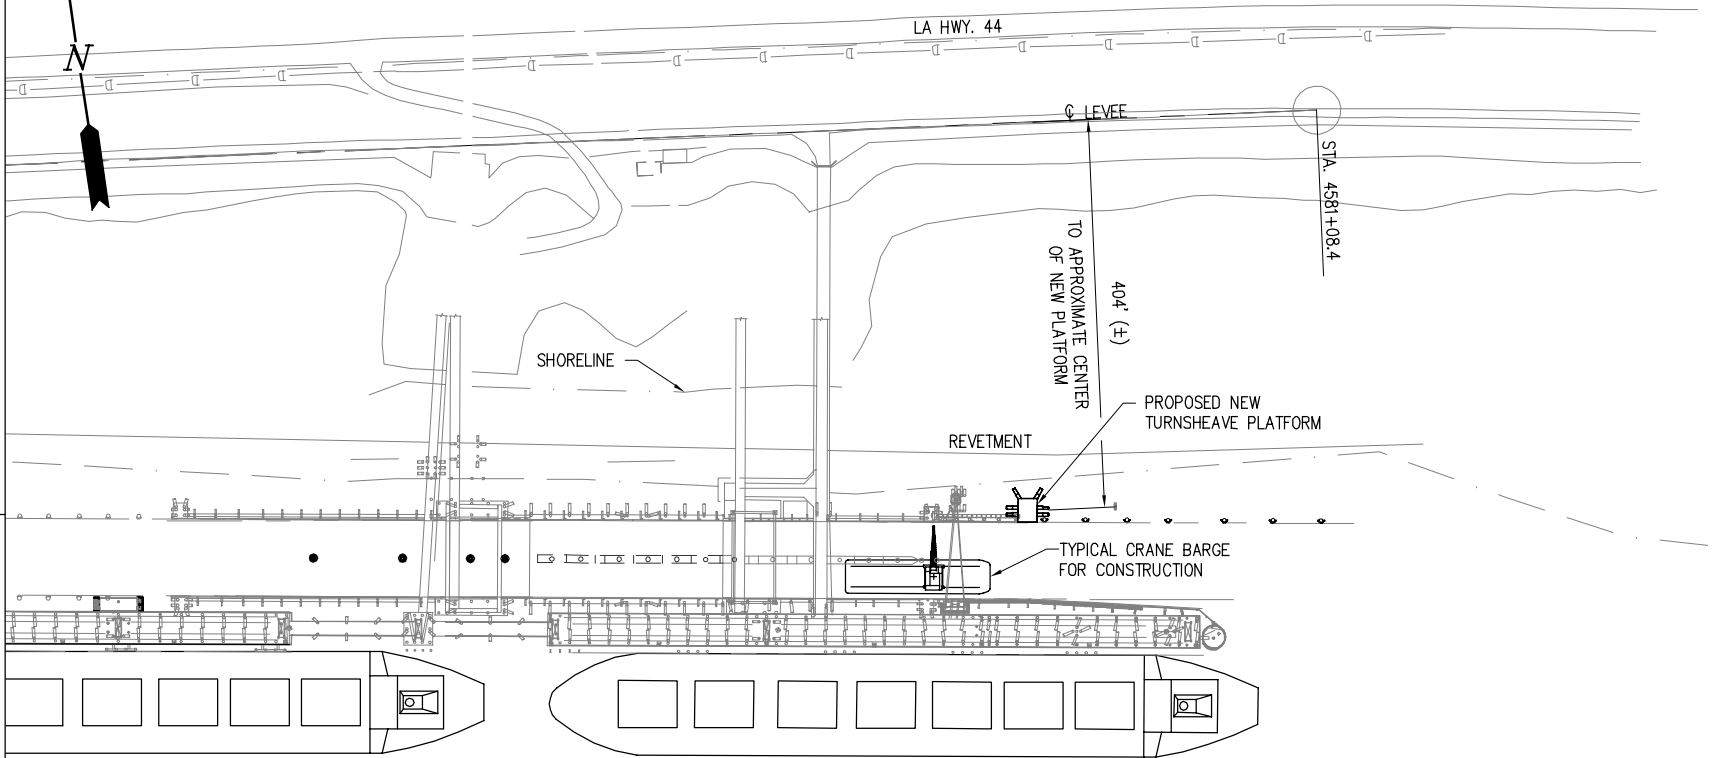 LA HWY. 44
N
℄ LEVEE
STA. 4581+08.4
404' (±)
TO APPROXIMATE CENTER
OF NEW PLATFORM
SHORELINE
PROPOSED NEW
TURNSHEAVE PLATFORM
REVETMENT
TYPICAL CRANE BARGE
FOR CONSTRUCTION